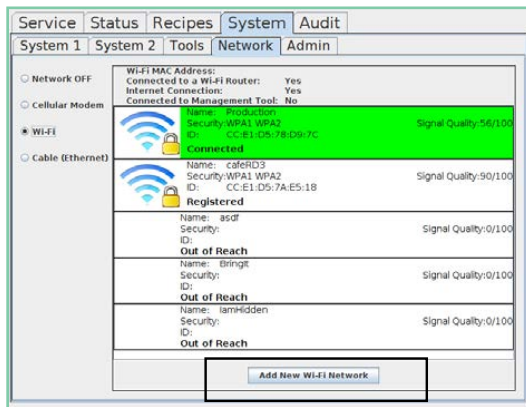 Service Status Recipes System Audit
System 1 System 2 Tools Network Admin
Network OFF
Cellular Modem
Wi-Fi
Cable (Ethernet)
Wi-Fi MAC Address:
Connected to a Wi-Fi Router: Yes
Internet Connection: Yes
Connected to Management Tool: No
Name: Production
Security:WPA1 WPA2 Signal Quality:56/100
ID: CC:E1:D5:78:D9:7C
Connected
Name: cafeRD3
Security:WPA1 WPA2 Signal Quality:90/100
ID: CC:E1:D5:7A:E5:18
Registered
Name: asdf
Security: Signal Quality:0/100
ID:
Out of Reach
Name: BringIt
Security: Signal Quality:0/100
ID:
Out of Reach
Name: IamHidden
Security: Signal Quality:0/100
ID:
Out of Reach
Add New Wi-Fi Network